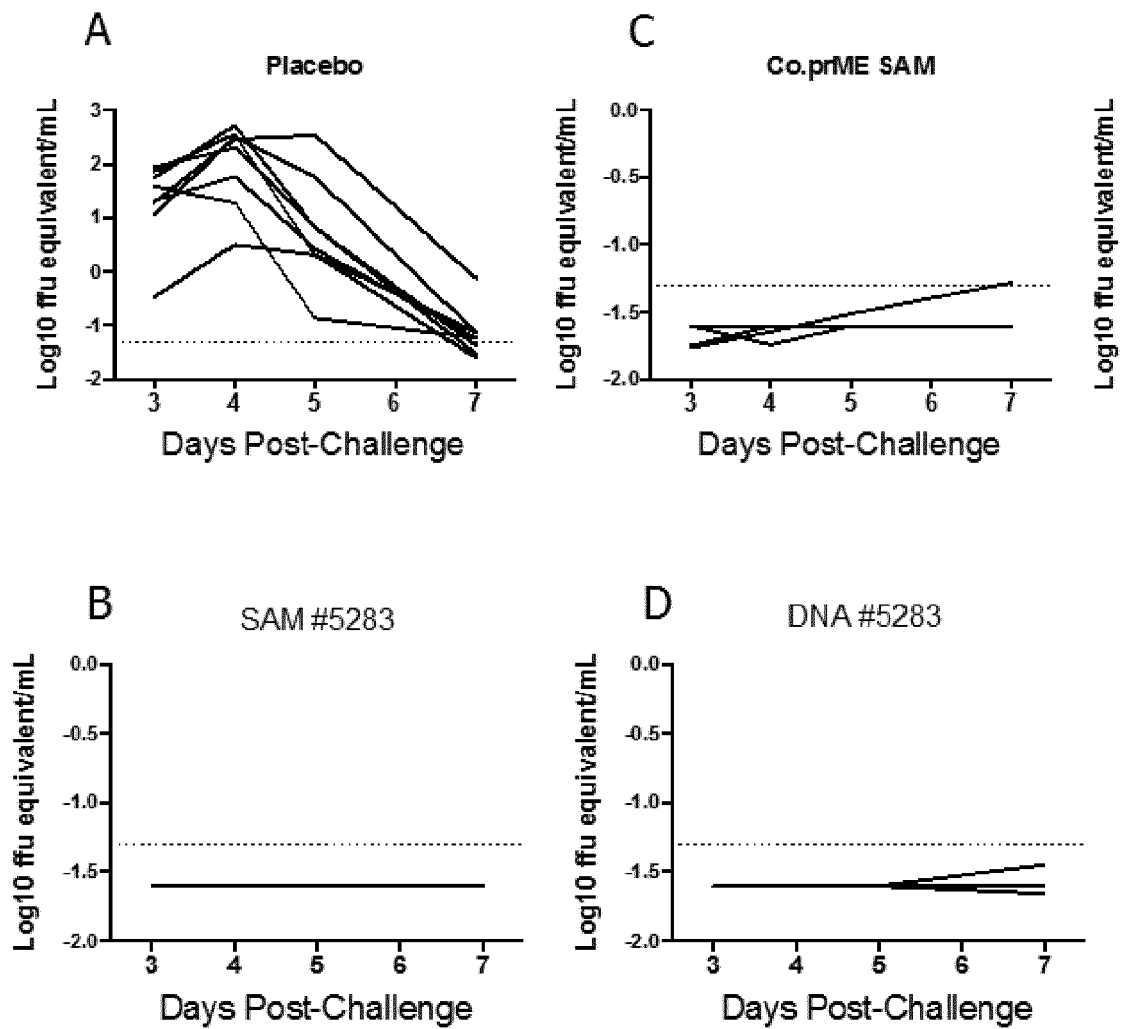 A
Placebo
Log10 ffu equivalent/mL
3
2
1
0
-1
-2
3 4 5 6 7
Days Post-Challenge
C
Co.prME SAM
Log10 ffu equivalent/mL
0.0
-0.5
-1.0
-1.5
-2.0
3 4 5 6 7
Days Post-Challenge
Log10 ffu equivalent/mL
B
SAM #5283
Log10 ffu equivalent/mL
0.0
-0.5
-1.0
-1.5
-2.0
3 4 5 6 7
Days Post-Challenge
D
DNA #5283
Log10 ffu equivalent/mL
0.0
-0.5
-1.0
-1.5
-2.0
3 4 5 6 7
Days Post-Challenge